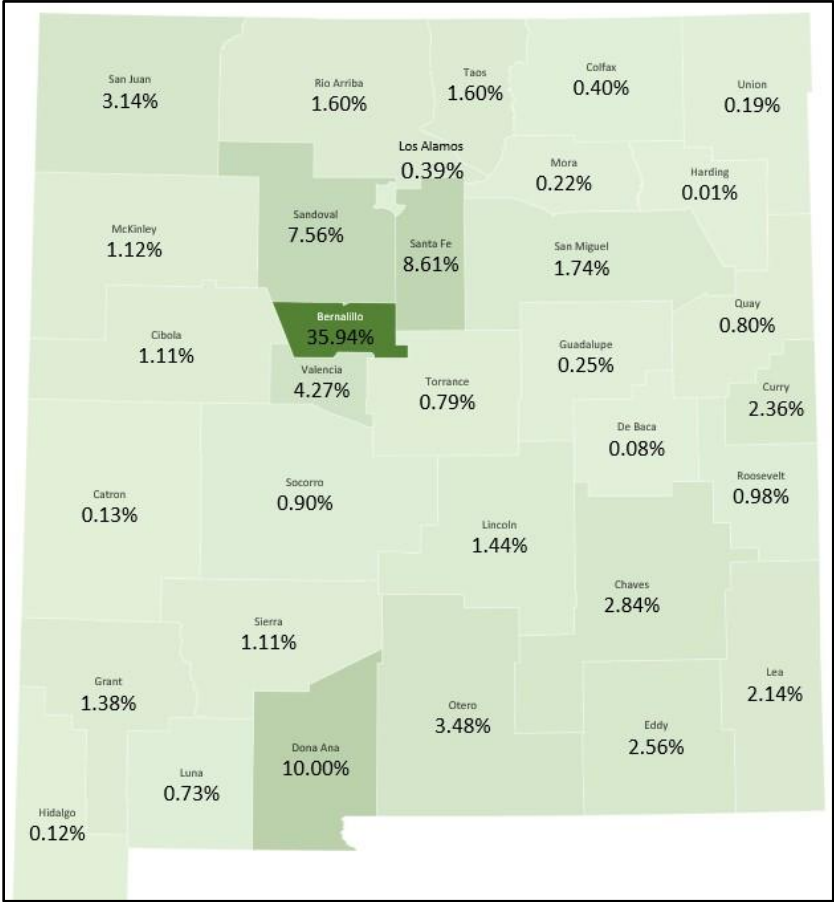 San Juan
3.14%
Rio Arriba
1.60%
Taos
1.60%
Colfax
0.40%
Union
0.19%
Los Alamos
0.39%
Mora
0.22%
Harding
0.01%
McKinley
1.12%
Sandoval
7.56%
Santa Fe
8.61%
San Miguel
1.74%
Quay
0.80%
Cibola
1.11%
Bernalillo
35.94%
Valencia
4.27%
Torrance
0.79%
Guadalupe
0.25%
Curry
2.36%
De Baca
0.08%
Roosevelt
0.98%
Catron
0.13%
Socorro
0.90%
Lincoln
1.44%
Chaves
2.84%
Sierra
1.11%
Grant
1.38%
Otero
3.48%
Lea
2.14%
Eddy
2.56%
Dona Ana
10.00%
Luna
0.73%
Hidalgo
0.12%